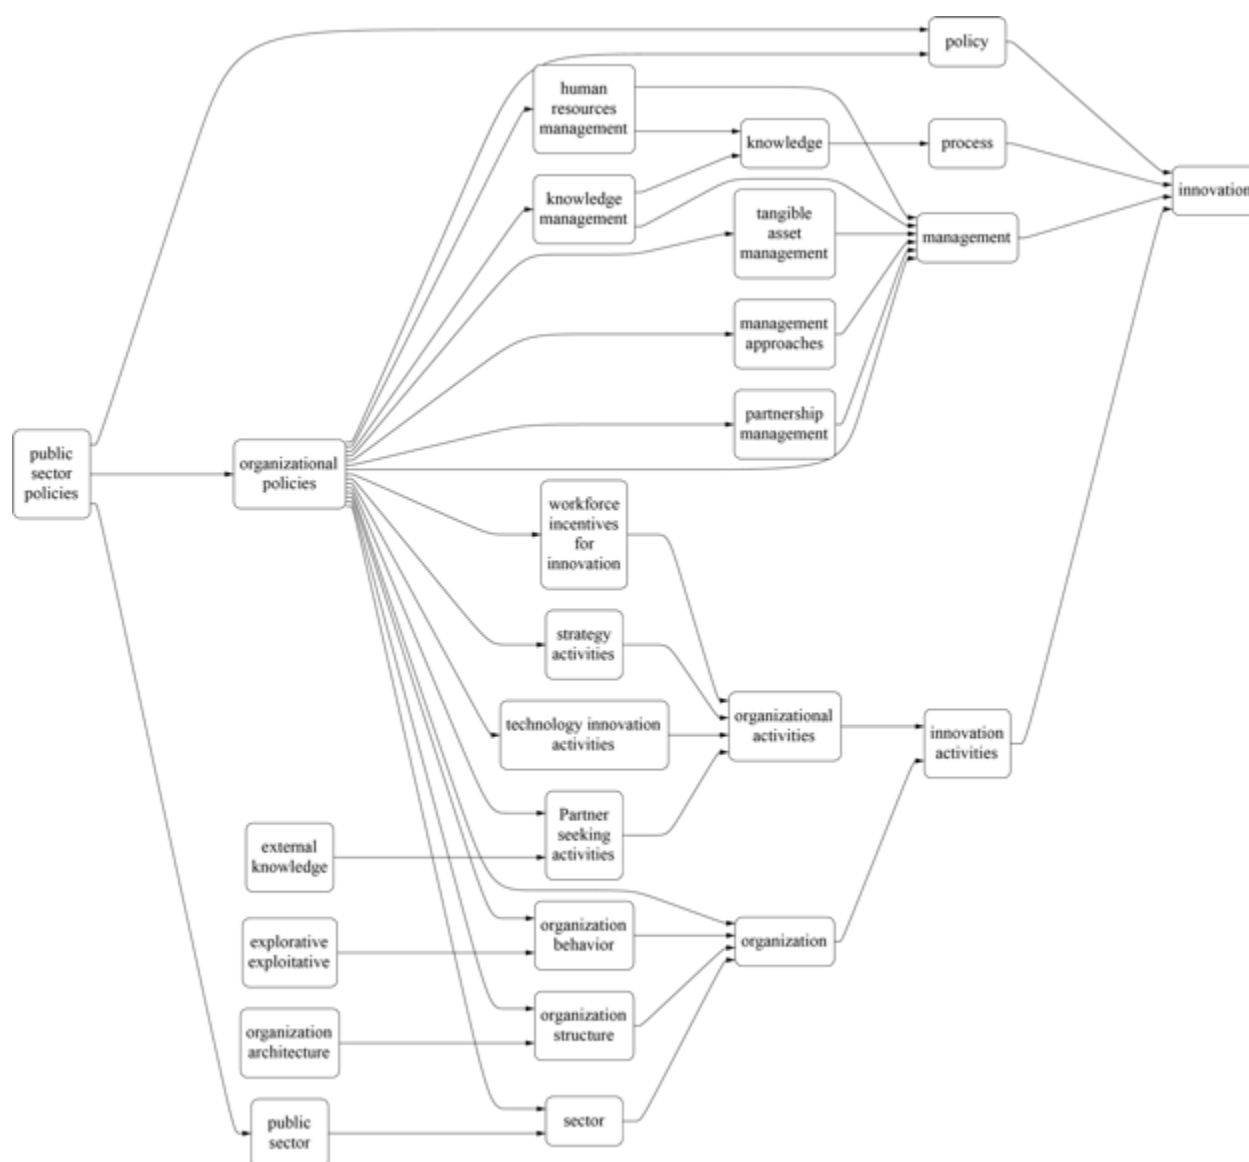 policy
human
resources
management
knowledge
process
knowledge
management
innovation
tangible
asset
management
management
management
approaches
partnership
management
public
sector
policies
organizational
policies
workforce
incentives
for
innovation
strategy
activities
technology innovation
activities
organizational
activities
innovation
activities
Partner
seeking
activities
external
knowledge
organization
behavior
organization
explorative
exploitative
organization
structure
organization
architecture
public
sector
sector